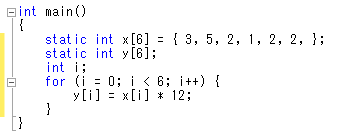 int main()
{
    static int x[6] = { 3, 5, 2, 1, 2, 2, };
    static int y[6];
    int i;
    for (i = 0; i < 6; i++) {
        y[i] = x[i] * 12;
    }
}